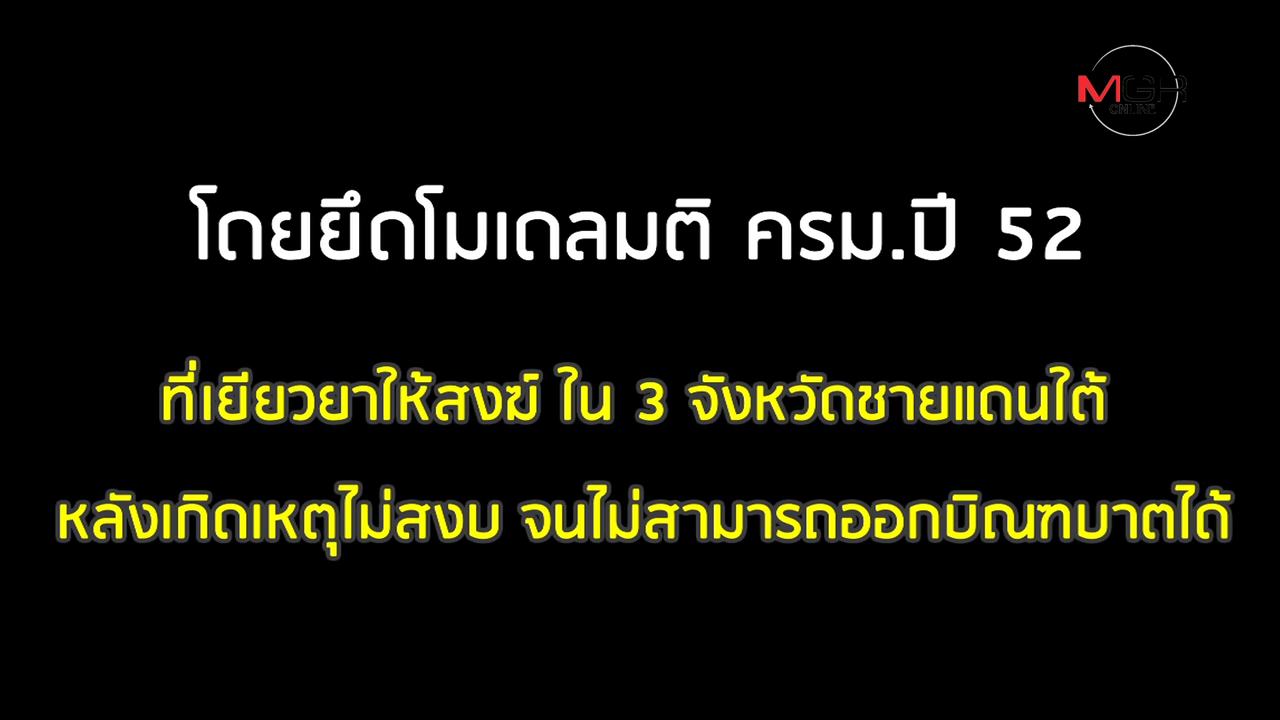 MGR
ONLINE
โดยยึดโมเดลมติ ครม.ปี 52
ที่เยียวยาให้สงฆ์ ใน 3 จังหวัดชายแดนใต้
หลังเกิดเหตุไม่สงบ จนไม่สามารถออกบิณฑบาตได้